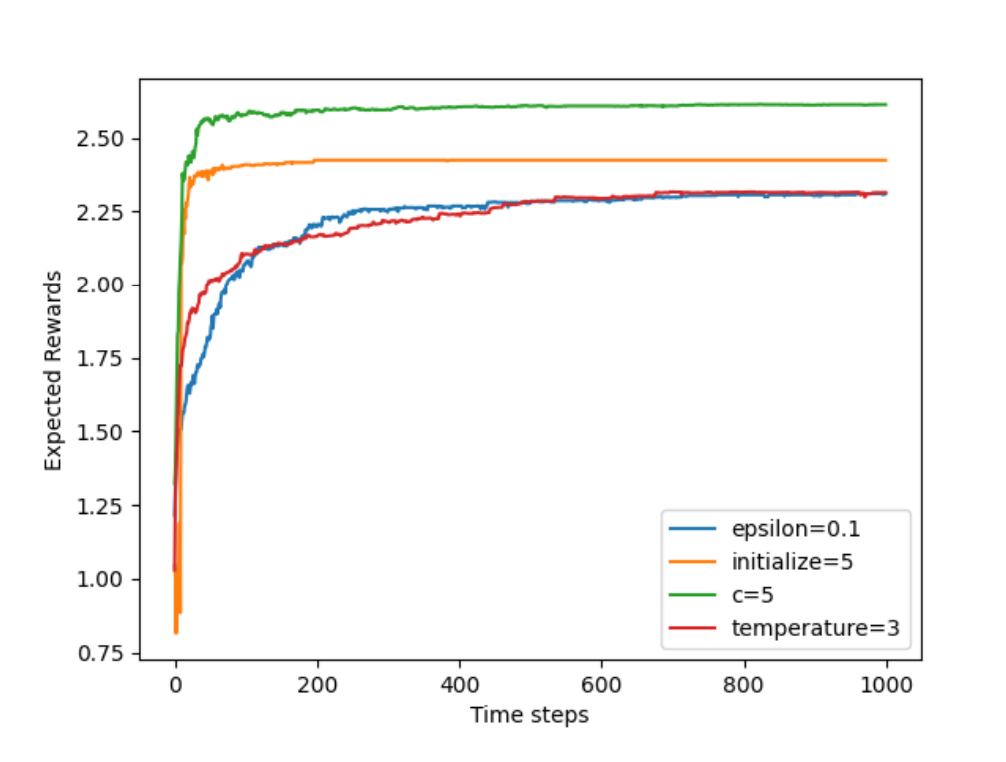 2.50
2.25
2.00
1.75
1.50
1.25
1.00
0.75
Expected Rewards
epsilon=0.1
initialize=5
c=5
temperature=3
0 200 400 600 800 1000
Time steps